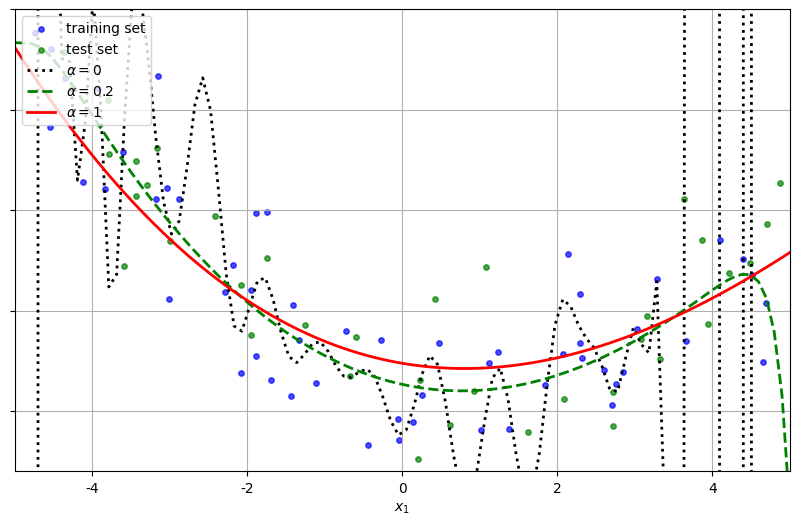 training set
test set
α = 0
α = 0.2
α = 1
-4
-2
0
2
4
x₁